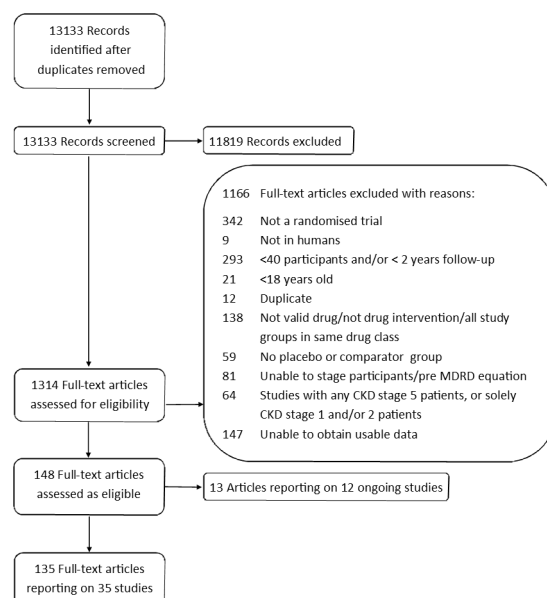 13133 Records
identified after
duplicates removed
13133 Records screened
11819 Records excluded
1166 Full-text articles excluded with reasons:
342 Not a randomised trial
9 Not in humans
293 <40 participants and/or < 2 years follow-up
21 <18 years old
12 Duplicate
138 Not valid drug/not drug intervention/all study
groups in same drug class
59 No placebo or comparator group
81 Unable to stage participants/pre MDRD equation
64 Studies with any CKD stage 5 patients, or solely
CKD stage 1 and/or 2 patients
147 Unable to obtain usable data
1314 Full-text articles
assessed for eligibility
148 Full-text articles
assessed as eligible
13 Articles reporting on 12 ongoing studies
135 Full-text articles
reporting on 35 studies